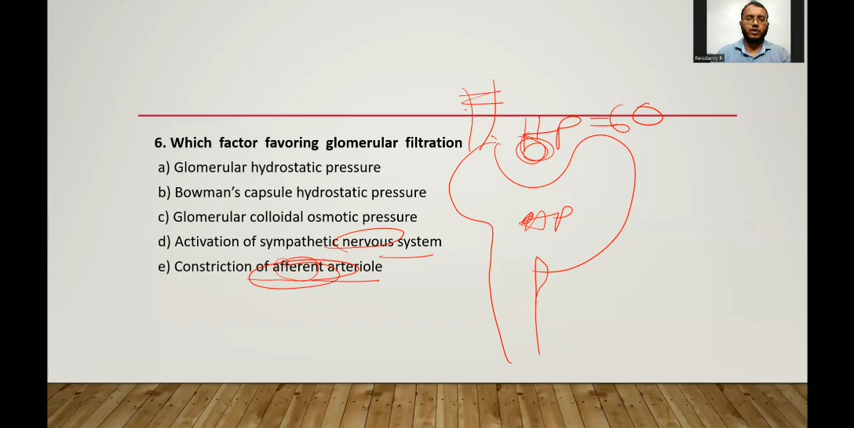 6. Which factor favoring glomerular filtration
a) Glomerular hydrostatic pressure
b) Bowman's capsule hydrostatic pressure
c) Glomerular colloidal osmotic pressure
d) Activation of sympathetic nervous system
e) Constriction of afferent arteriole
HP = 60